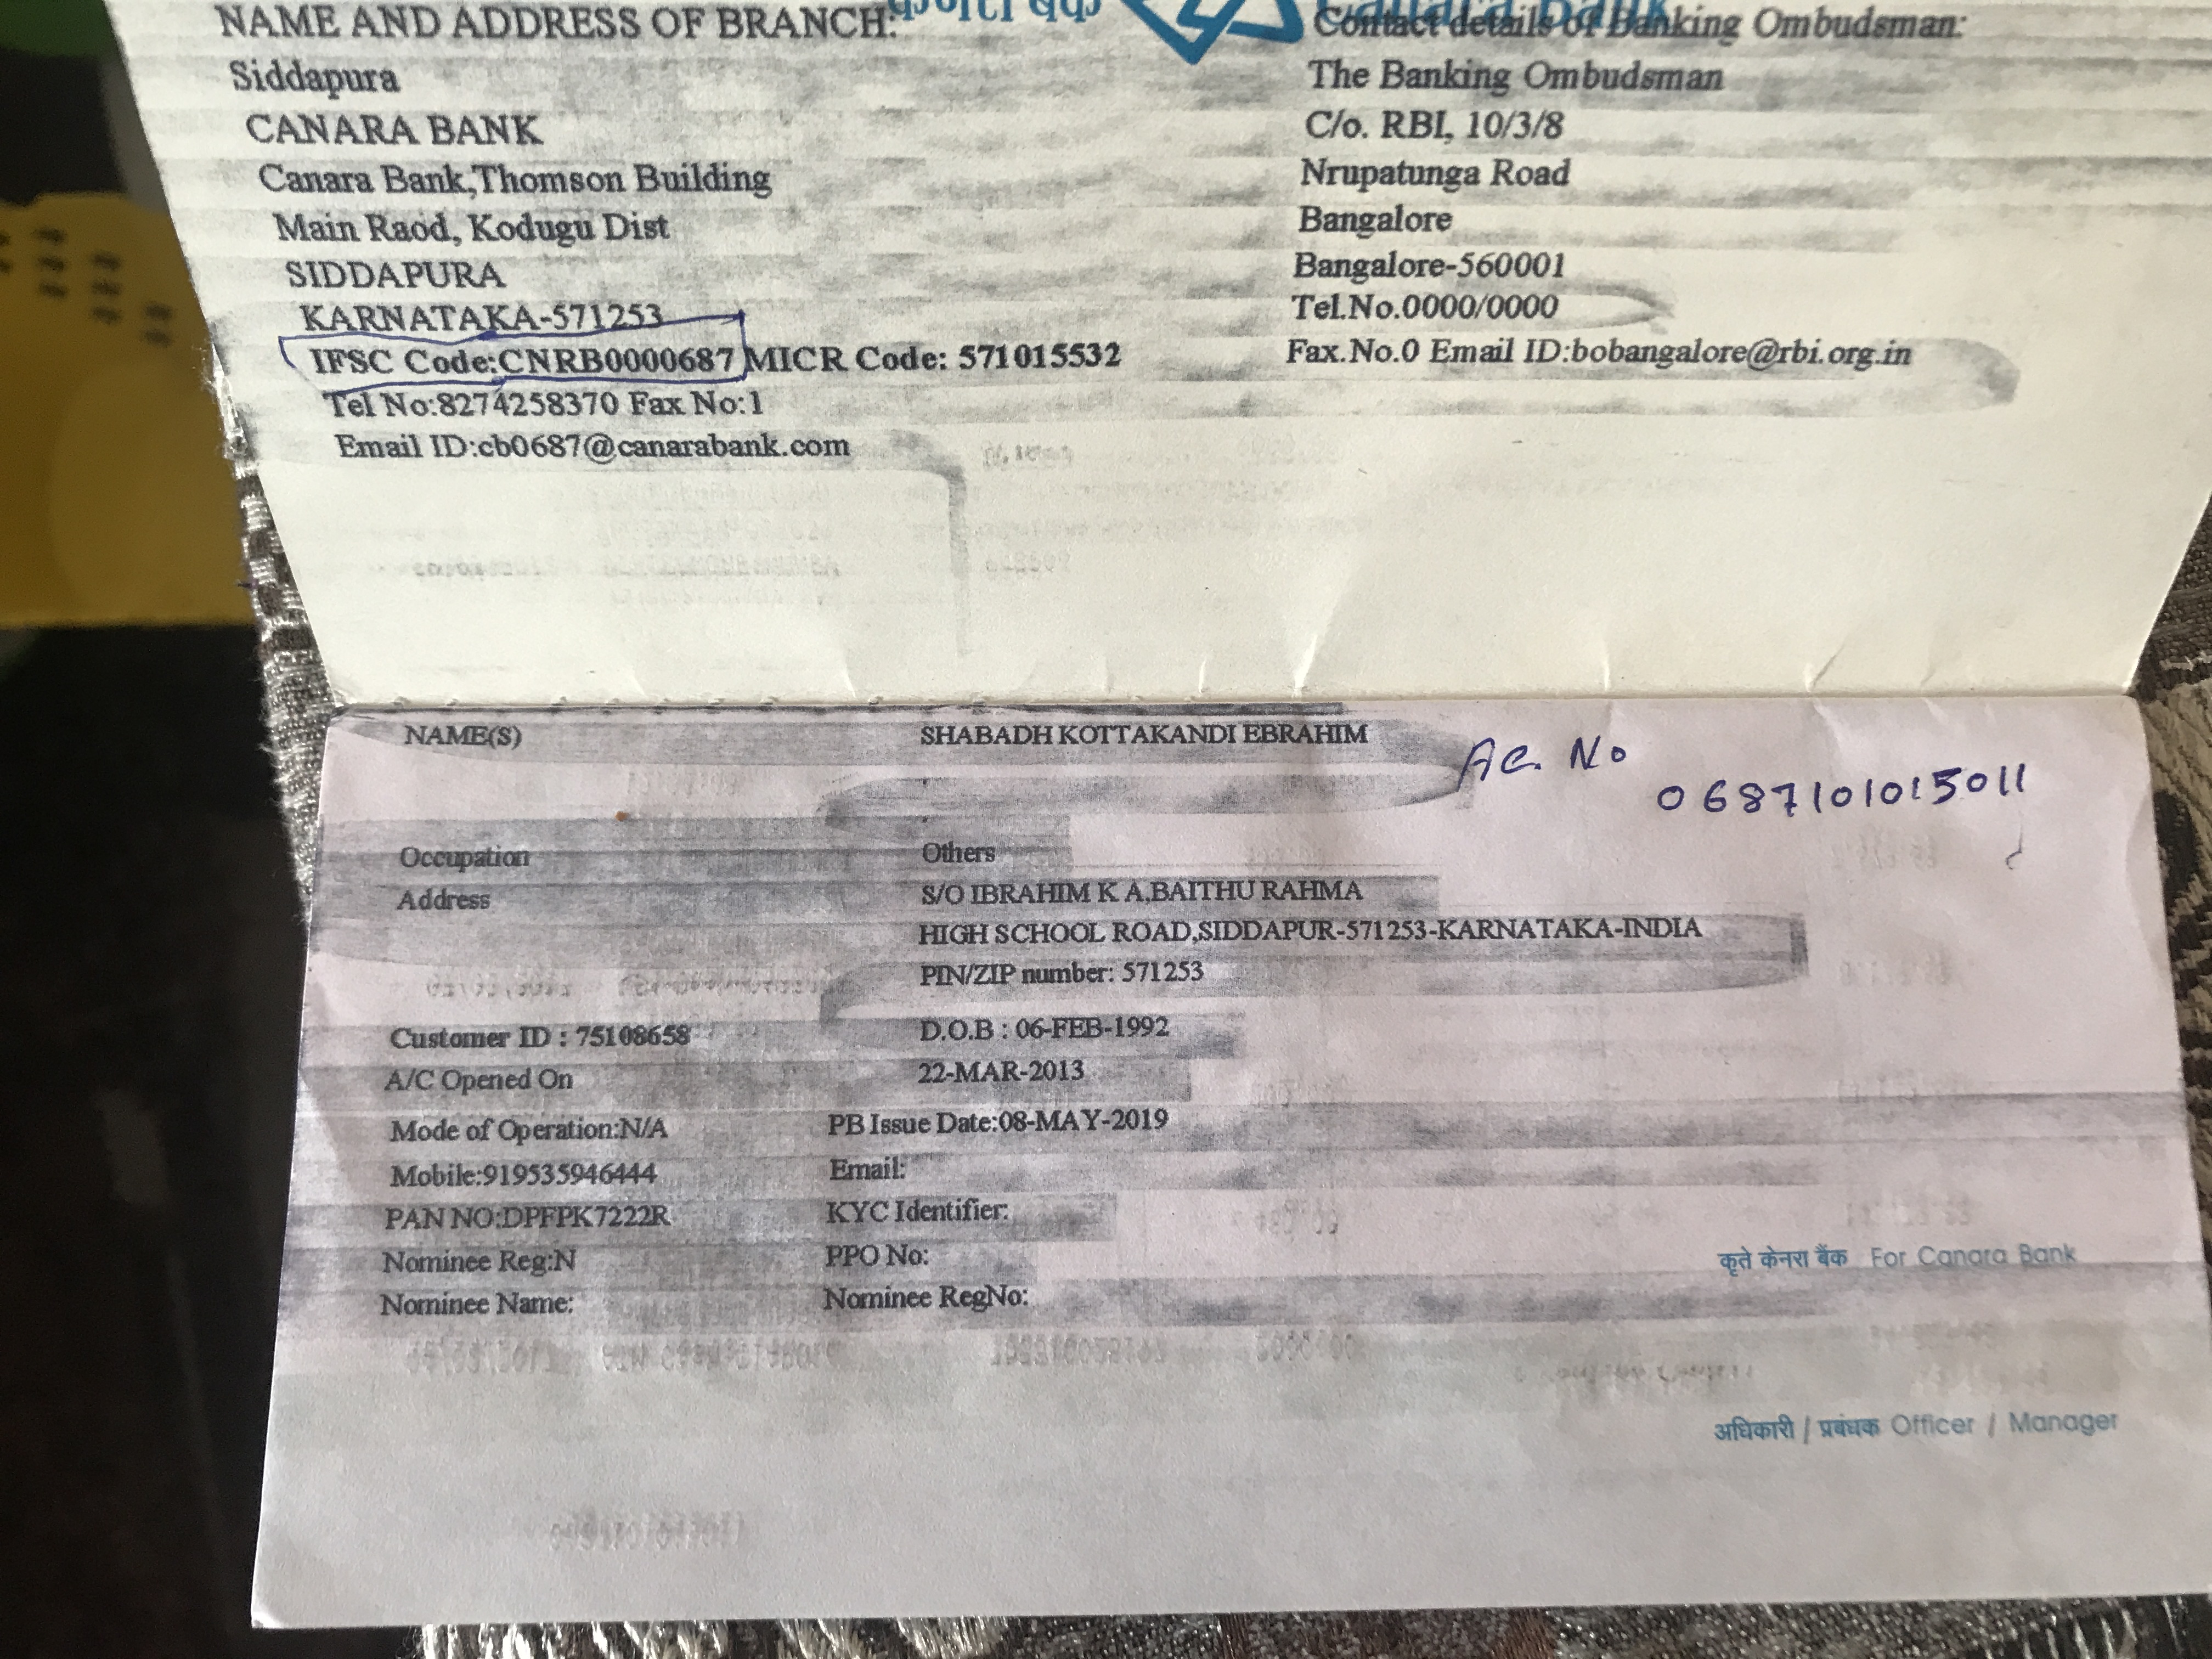 NAME AND ADDRESS OF BRANCH:
Siddapura
CANARA BANK
Canara Bank,Thomson Building
Main Raod, Kodugu Dist
SIDDAPURA
KARNATAKA-571253
IFSC Code:CNRB0000687 MICR Code: 571015532
Tel No:8274258370 Fax No:1
Email ID:cb0687@canarabank.com
Contact details of Banking Ombudsman:
The Banking Ombudsman
C/o. RBI, 10/3/8
Nrupatunga Road
Bangalore
Bangalore-560001
Tel.No.0000/0000
Fax.No.0 Email ID:bobangalore@rbi.org.in
NAME(S) SHABADH KOTTAKANDI EBRAHIM
A/C. No 0687101015011
Occupation Others
Address S/O IBRAHIM K A,BAITHU RAHMA
HIGH SCHOOL ROAD,SIDDAPUR-571253-KARNATAKA-INDIA
PIN/ZIP number: 571253
Customer ID : 75108658 D.O.B : 06-FEB-1992
A/C Opened On 22-MAR-2013
Mode of Operation:N/A PB Issue Date:08-MAY-2019
Mobile:919535946444 Email:
PAN NO:DPFPK7222R KYC Identifier:
Nominee Reg:N PPO No:
Nominee Name: Nominee RegNo:
कृते केनरा बैंक For Canara Bank
अधिकारी / प्रबंधक Officer / Manager